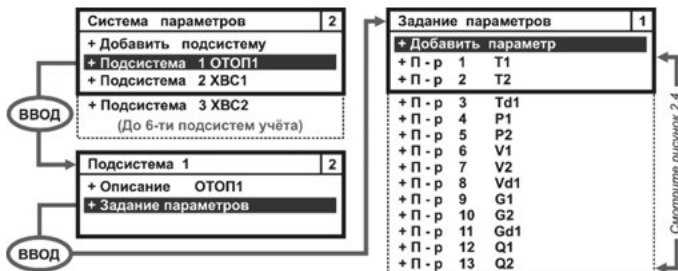 Система параметров 2
+ Добавить подсистему
+ Подсистема 1 ОТОП1
+ Подсистема 2 ХВС1
+ Подсистема 3 ХВС2
(До 6-ти подсистем учёта)
ВВОД
Подсистема 1 2
+ Описание ОТОП1
+ Задание параметров
ВВОД
Задание параметров 1
+ Добавить параметр
+ П - р 1 T1
+ П - р 2 T2
+ П - р 3 Td1
+ П - р 4 P1
+ П - р 5 P2
+ П - р 6 V1
+ П - р 7 V2
+ П - р 8 Vd1
+ П - р 9 G1
+ П - р 10 G2
+ П - р 11 Gd1
+ П - р 12 Q1
+ П - р 13 Q2
Смотрите рисунок 2.4